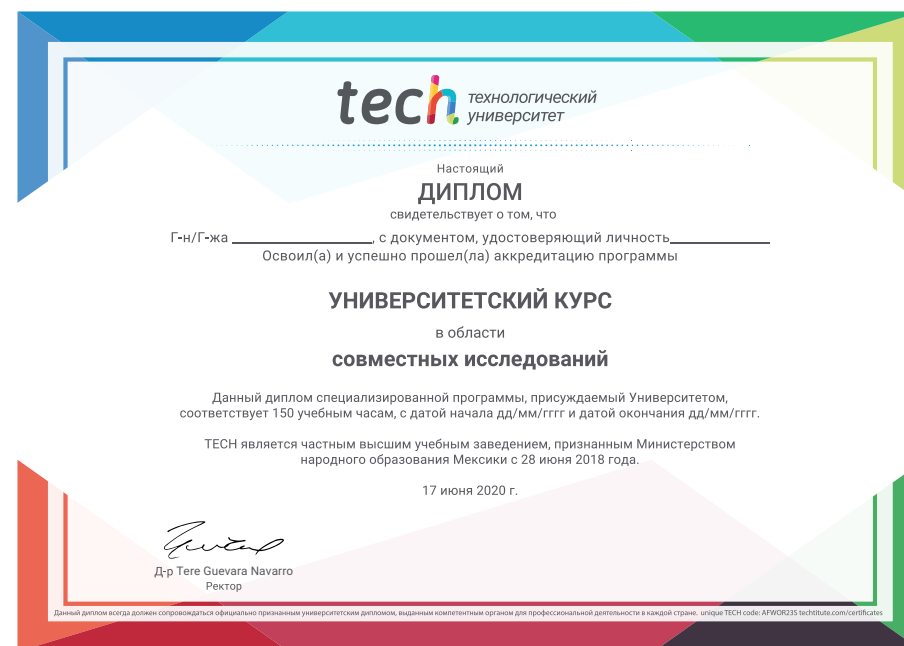 tech технологический
университет
Настоящий
ДИПЛОМ
свидетельствует о том, что
Г-н/Г-жа ____________________, с документом, удостоверяющий личность______________
Освоил(а) и успешно прошел(ла) аккредитацию программы
УНИВЕРСИТЕТСКИЙ КУРС
в области
совместных исследований
Данный диплом специализированной программы, присуждаемый Университетом,
соответствует 150 учебным часам, с датой начала дд/мм/гггг и датой окончания дд/мм/гггг.
TECH является частным высшим учебным заведением, признанным Министерством
народного образования Мексики с 28 июня 2018 года.
17 июня 2020 г.
Д-р Tere Guevara Navarro
Ректор
Данный диплом всегда должен сопровождаться официально признанным университетским дипломом, выданным компетентным органом для профессиональной деятельности в каждой стране. unique TECH code: AFWOR23S techtitute.com/certificates